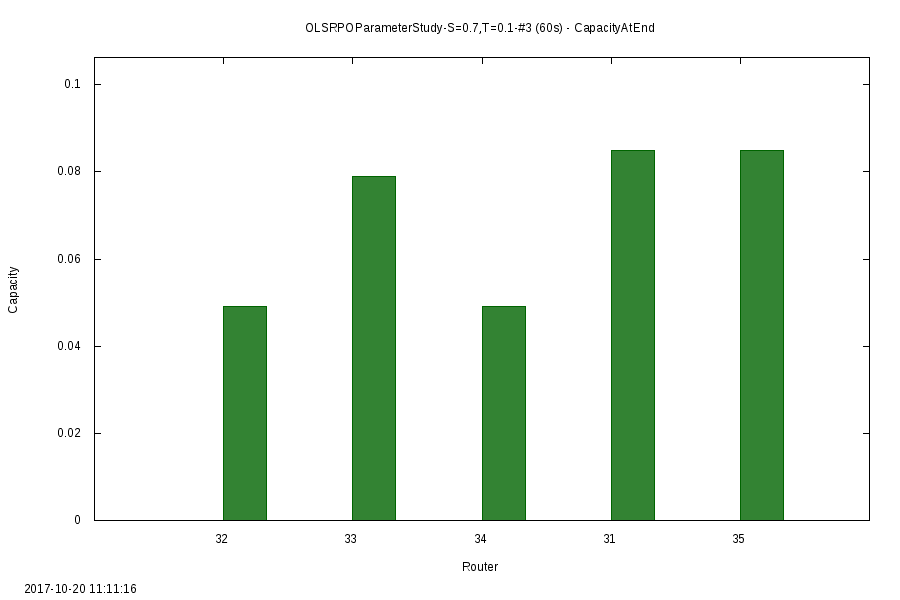 OLSRPOParameterStudy-S=0.7,T=0.1-#3 (60s) - CapacityAtEnd
0.1
0.08
0.06
0.04
0.02
0
Capacity
32 33 34 31 35
Router
2017-10-20 11:11:16